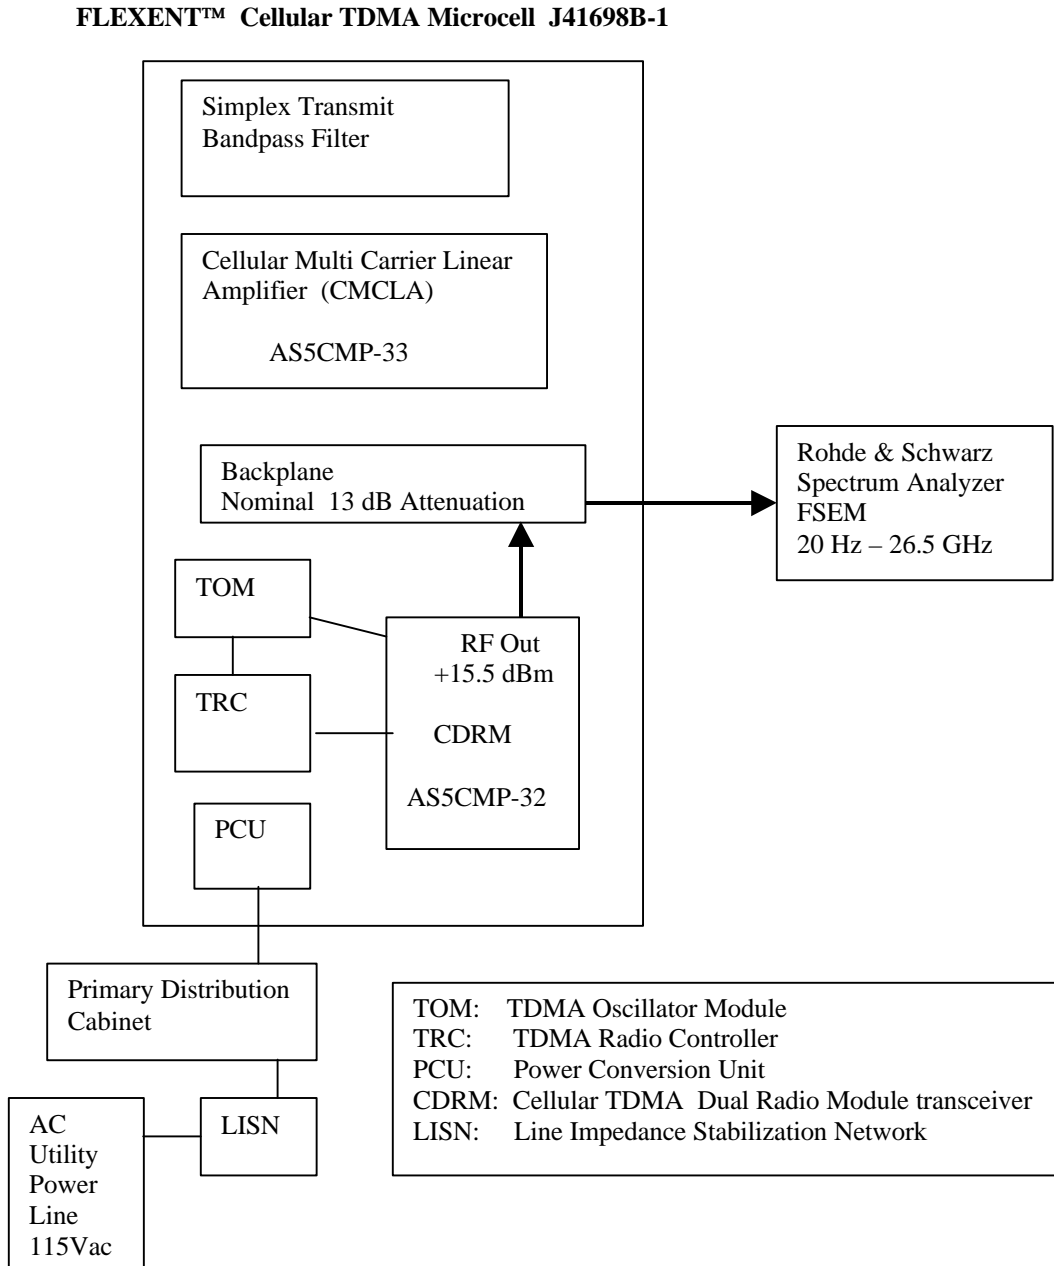 FLEXENT™ Cellular TDMA Microcell J41698B-1
Simplex Transmit
Bandpass Filter
Cellular Multi Carrier Linear
Amplifier (CMCLA)
AS5CMP-33
Backplane
Nominal 13 dB Attenuation
Rohde & Schwarz
Spectrum Analyzer
FSEM
20 Hz – 26.5 GHz
TOM
RF Out
+15.5 dBm
TRC
CDRM
AS5CMP-32
PCU
Primary Distribution
Cabinet
TOM: TDMA Oscillator Module
TRC: TDMA Radio Controller
PCU: Power Conversion Unit
CDRM: Cellular TDMA Dual Radio Module transceiver
LISN: Line Impedance Stabilization Network
LISN
AC
Utility
Power
Line
115Vac